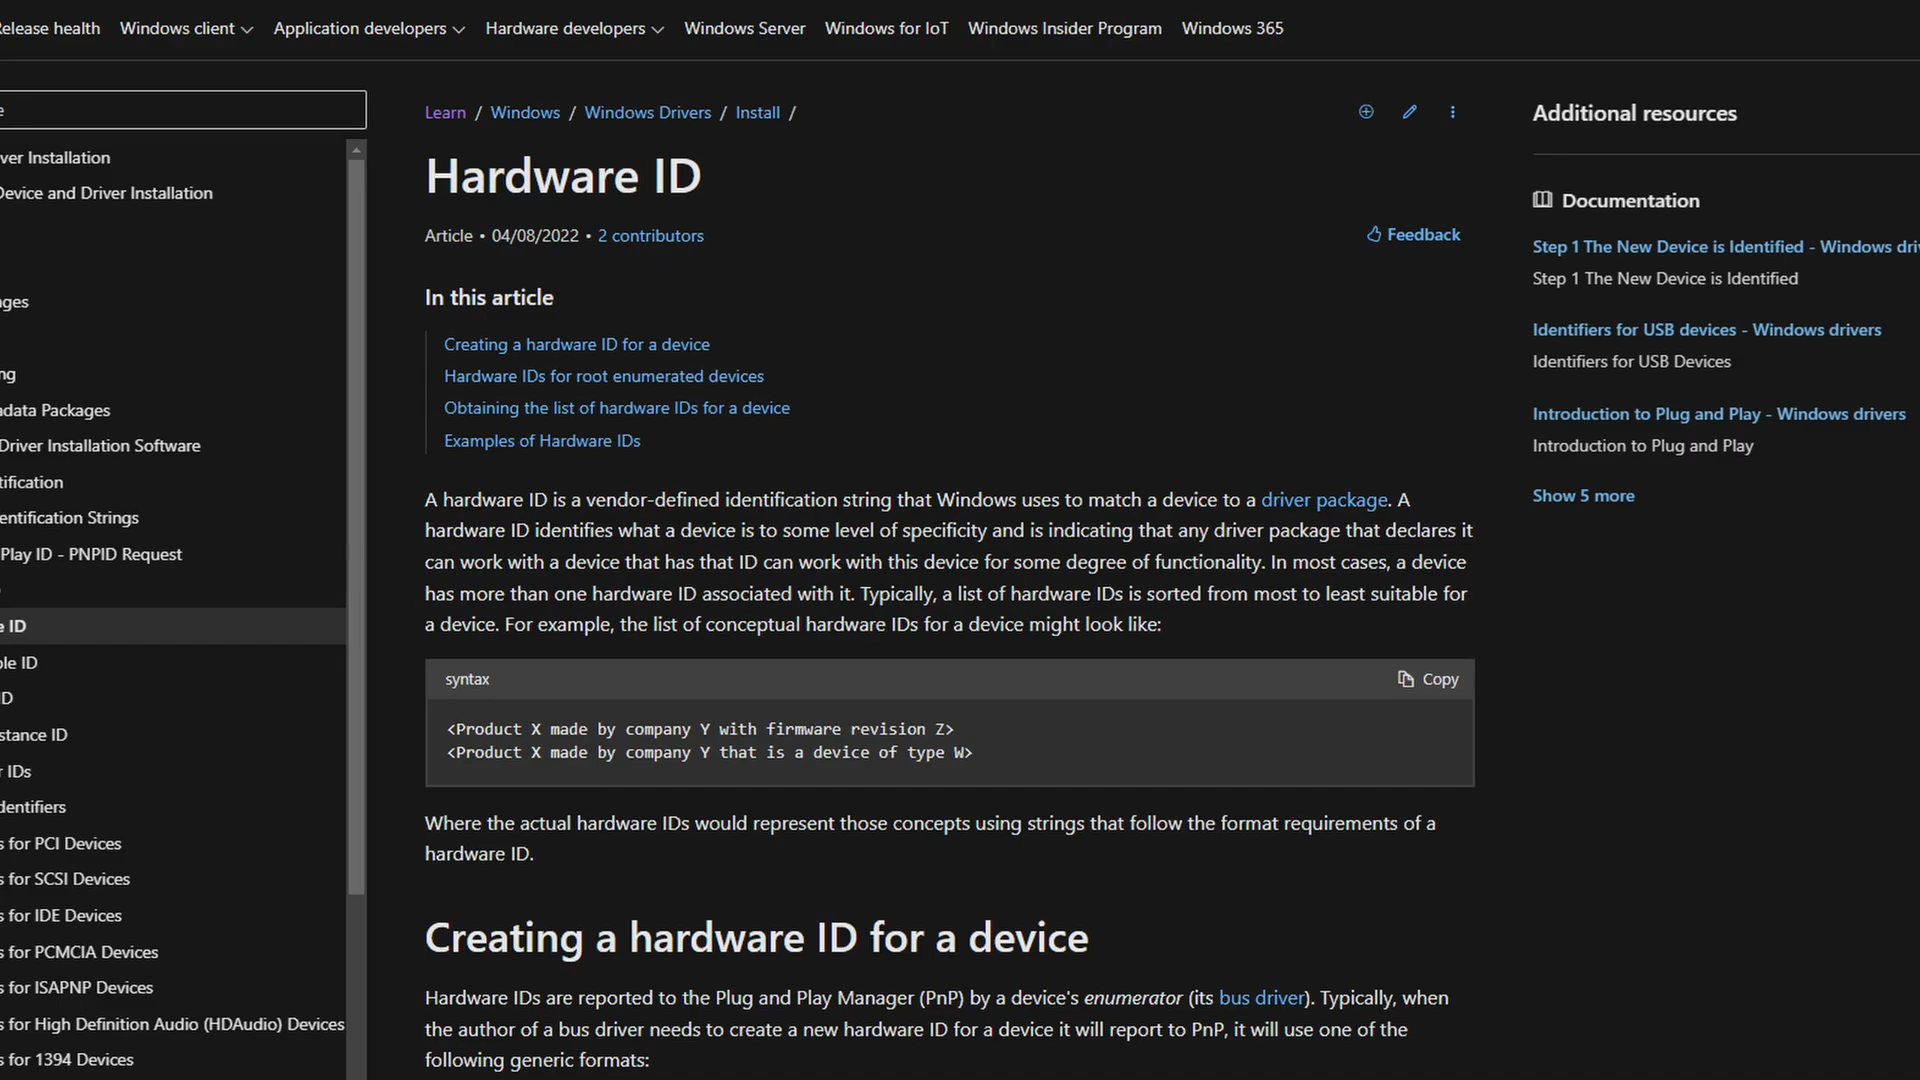 elease health Windows client Application developers Hardware developers Windows Server Windows for IoT Windows Insider Program Windows 365
e
ver Installation
Device and Driver Installation
ages
ng
adata Packages
Driver Installation Software
tification
entification Strings
Play ID - PNPID Request
e ID
ble ID
ID
stance ID
r IDs
dentifiers
s for PCI Devices
s for SCSI Devices
s for IDE Devices
s for PCMCIA Devices
s for ISAPNP Devices
s for High Definition Audio (HDAudio) Devices
s for 1394 Devices
Learn / Windows / Windows Drivers / Install /
Hardware ID
Article • 04/08/2022 • 2 contributors
Feedback
In this article
Creating a hardware ID for a device
Hardware IDs for root enumerated devices
Obtaining the list of hardware IDs for a device
Examples of Hardware IDs
A hardware ID is a vendor-defined identification string that Windows uses to match a device to a driver package. A
hardware ID identifies what a device is to some level of specificity and is indicating that any driver package that declares it
can work with a device that has that ID can work with this device for some degree of functionality. In most cases, a device
has more than one hardware ID associated with it. Typically, a list of hardware IDs is sorted from most to least suitable for
a device. For example, the list of conceptual hardware IDs for a device might look like:
syntax
Copy
<Product X made by company Y with firmware revision Z>
<Product X made by company Y that is a device of type W>
Where the actual hardware IDs would represent those concepts using strings that follow the format requirements of a
hardware ID.
Creating a hardware ID for a device
Hardware IDs are reported to the Plug and Play Manager (PnP) by a device's enumerator (its bus driver). Typically, when
the author of a bus driver needs to create a new hardware ID for a device it will report to PnP, it will use one of the
following generic formats:
Additional resources
Documentation
Step 1 The New Device is Identified - Windows dri
Step 1 The New Device is Identified
Identifiers for USB devices - Windows drivers
Identifiers for USB Devices
Introduction to Plug and Play - Windows drivers
Introduction to Plug and Play
Show 5 more